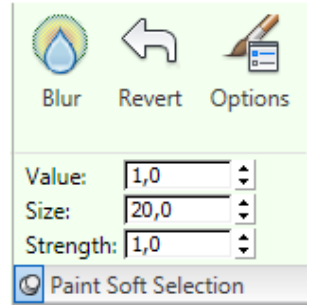 Blur Revert Options
Value: 1,0
Size: 20,0
Strength: 1,0
Paint Soft Selection